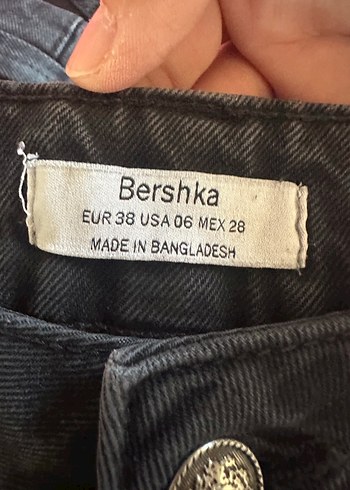 Bershka
EUR 38 USA 06 MEX 28
MADE IN BANGLADESH